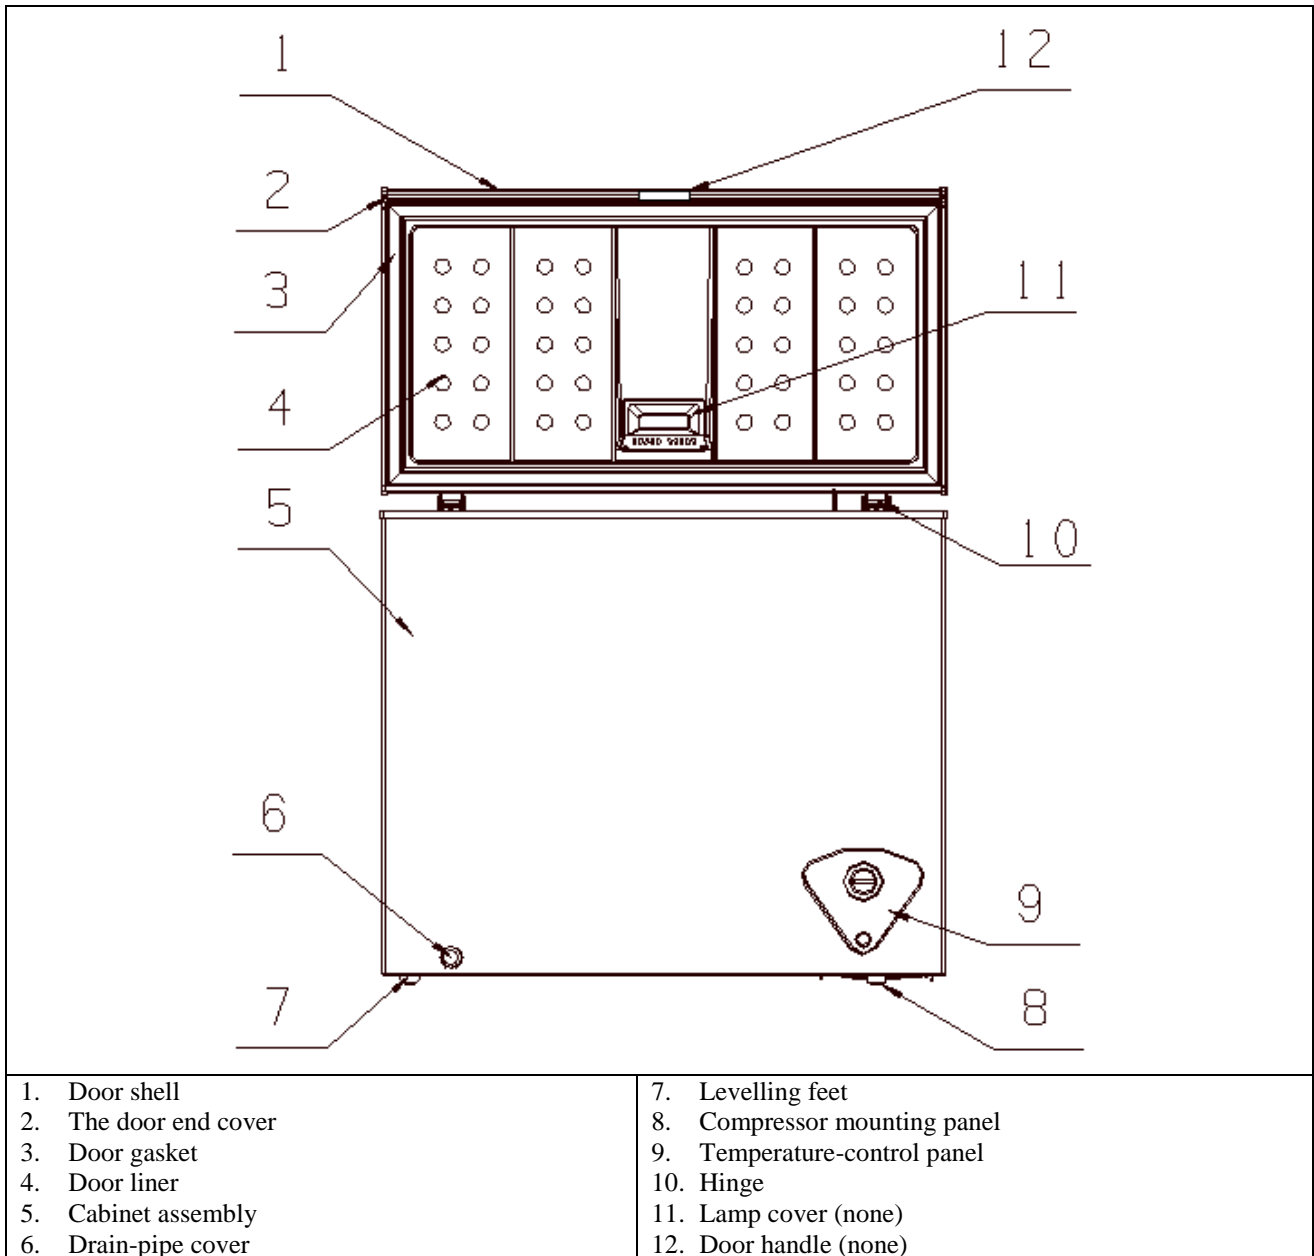 1
12
2
3
11
4
5
10
6
9
7
8
1. Door shell
2. The door end cover
3. Door gasket
4. Door liner
5. Cabinet assembly
6. Drain-pipe cover
7. Levelling feet
8. Compressor mounting panel
9. Temperature-control panel
10. Hinge
11. Lamp cover (none)
12. Door handle (none)